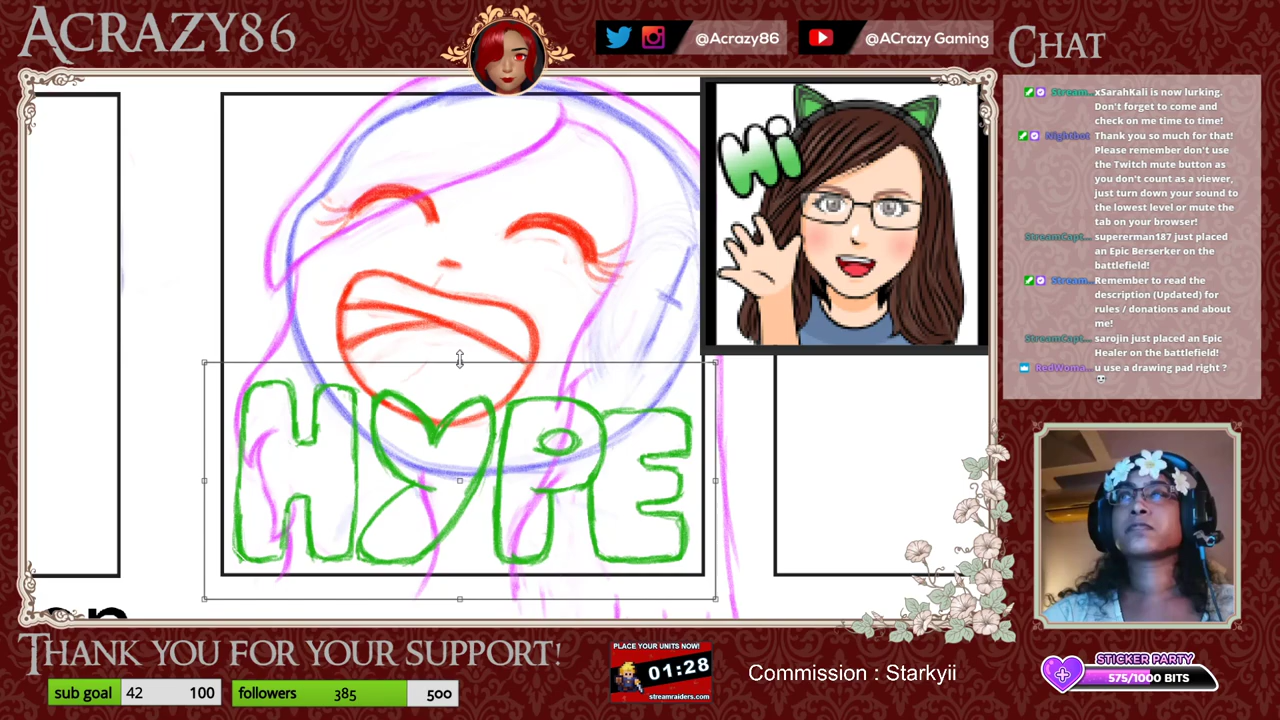 ACRAZY86
@Acrazy86
@ACrazy Gaming
CHAT
Stream... xSarahKali is now lurking.
Don't forget to come and
check on me time to time!
Nightbot Thank you so much for that!
Please remember don't use
the Twitch mute button as
you don't count as a viewer,
just turn down your sound to
the lowest level or mute the
tab on your browser!
StreamCapt... supererman187 just placed
an Epic Berserker on the
battlefield!
Stream... Remember to read the
description (Updated) for
rules / donations and about
me!
StreamCapt... sarojin just placed an Epic
Healer on the battlefield!
RedWoma... u use a drawing pad right ?
Hi
HYPE
THANK YOU FOR YOUR SUPPORT!
sub goal 42 100
followers 385 500
PLACE YOUR UNITS NOW!
01:28
streamraiders.com
Commission : Starkyii
STICKER PARTY
575/1000 BITS